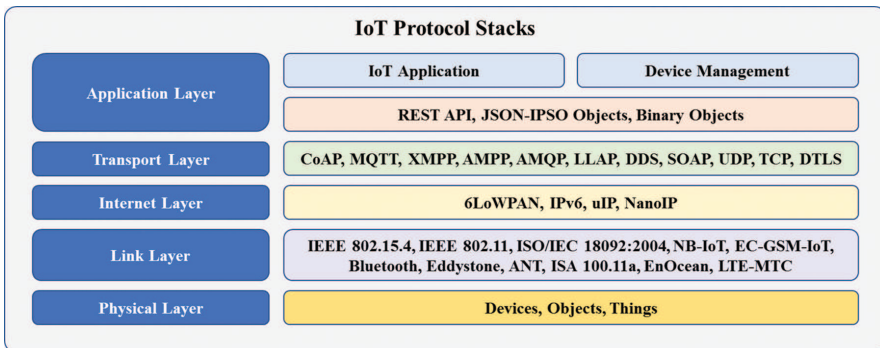 IoT Protocol Stacks
Application Layer
IoT Application
Device Management
REST API, JSON-IPSO Objects, Binary Objects
Transport Layer
CoAP, MQTT, XMPP, AMPP, AMQP, LLAP, DDS, SOAP, UDP, TCP, DTLS
Internet Layer
6LoWPAN, IPv6, uIP, NanoIP
Link Layer
IEEE 802.15.4, IEEE 802.11, ISO/IEC 18092:2004, NB-IoT, EC-GSM-IoT,
Bluetooth, Eddystone, ANT, ISA 100.11a, EnOcean, LTE-MTC
Physical Layer
Devices, Objects, Things